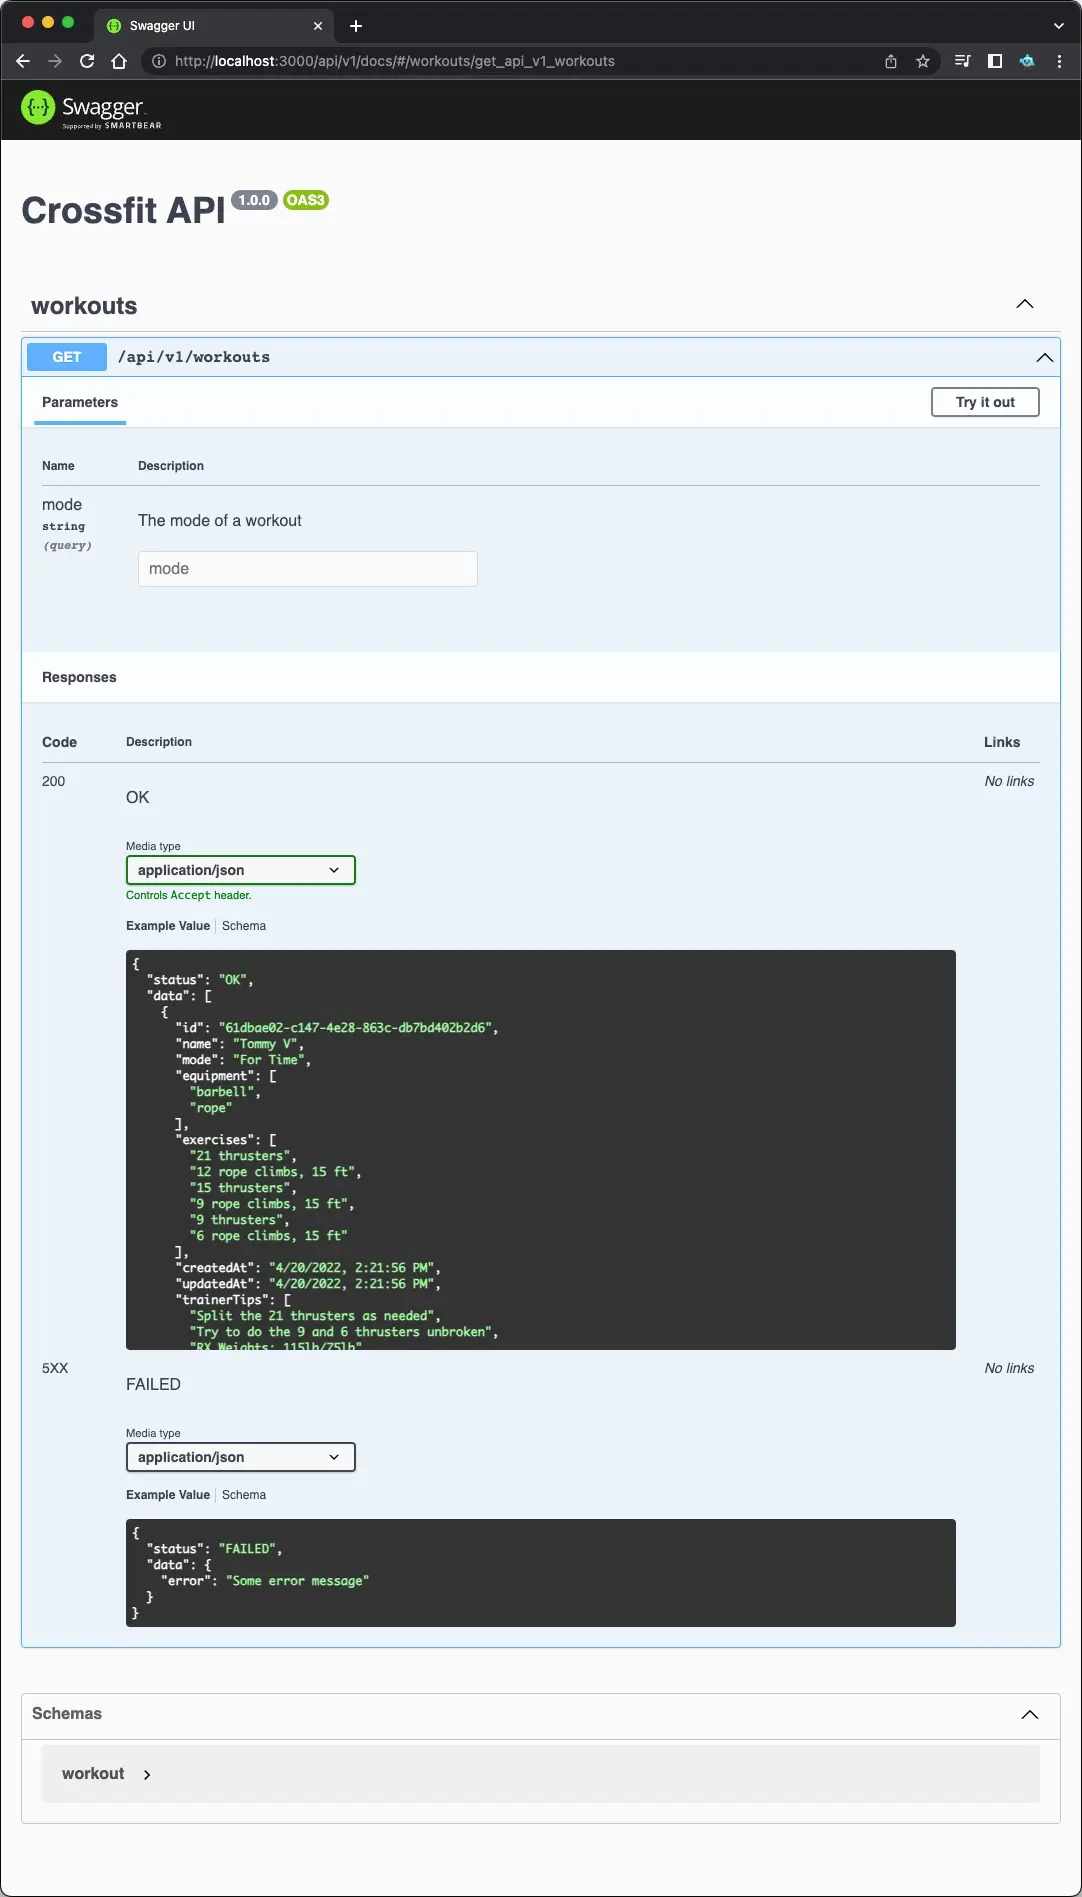 Swagger UI
http://localhost:3000/api/v1/docs/#/workouts/get_api_v1_workouts
Swagger
Supported by SMARTBEAR
Crossfit API 1.0.0 OAS3
workouts
GET /api/v1/workouts
Parameters Try it out
Name Description
mode
string
(query)
The mode of a workout
mode
Responses
Code Description Links
200 No links
OK
Media type
application/json
Controls Accept header.
Example Value Schema
{
"status": "OK",
"data": [
{
"id": "61dbae02-c147-4e28-863c-db7bd402b2d6",
"name": "Tommy V",
"mode": "For Time",
"equipment": [
"barbell",
"rope"
],
"exercises": [
"21 thrusters",
"12 rope climbs, 15 ft",
"15 thrusters",
"9 rope climbs, 15 ft",
"9 thrusters",
"6 rope climbs, 15 ft"
],
"createdAt": "4/20/2022, 2:21:56 PM",
"updatedAt": "4/20/2022, 2:21:56 PM",
"trainerTips": [
"Split the 21 thrusters as needed",
"Try to do the 9 and 6 thrusters unbroken",
"RX Weights: 115lb/75lb"
5XX No links
FAILED
Media type
application/json
Example Value Schema
{
"status": "FAILED",
"data": {
"error": "Some error message"
}
}
Schemas
workout